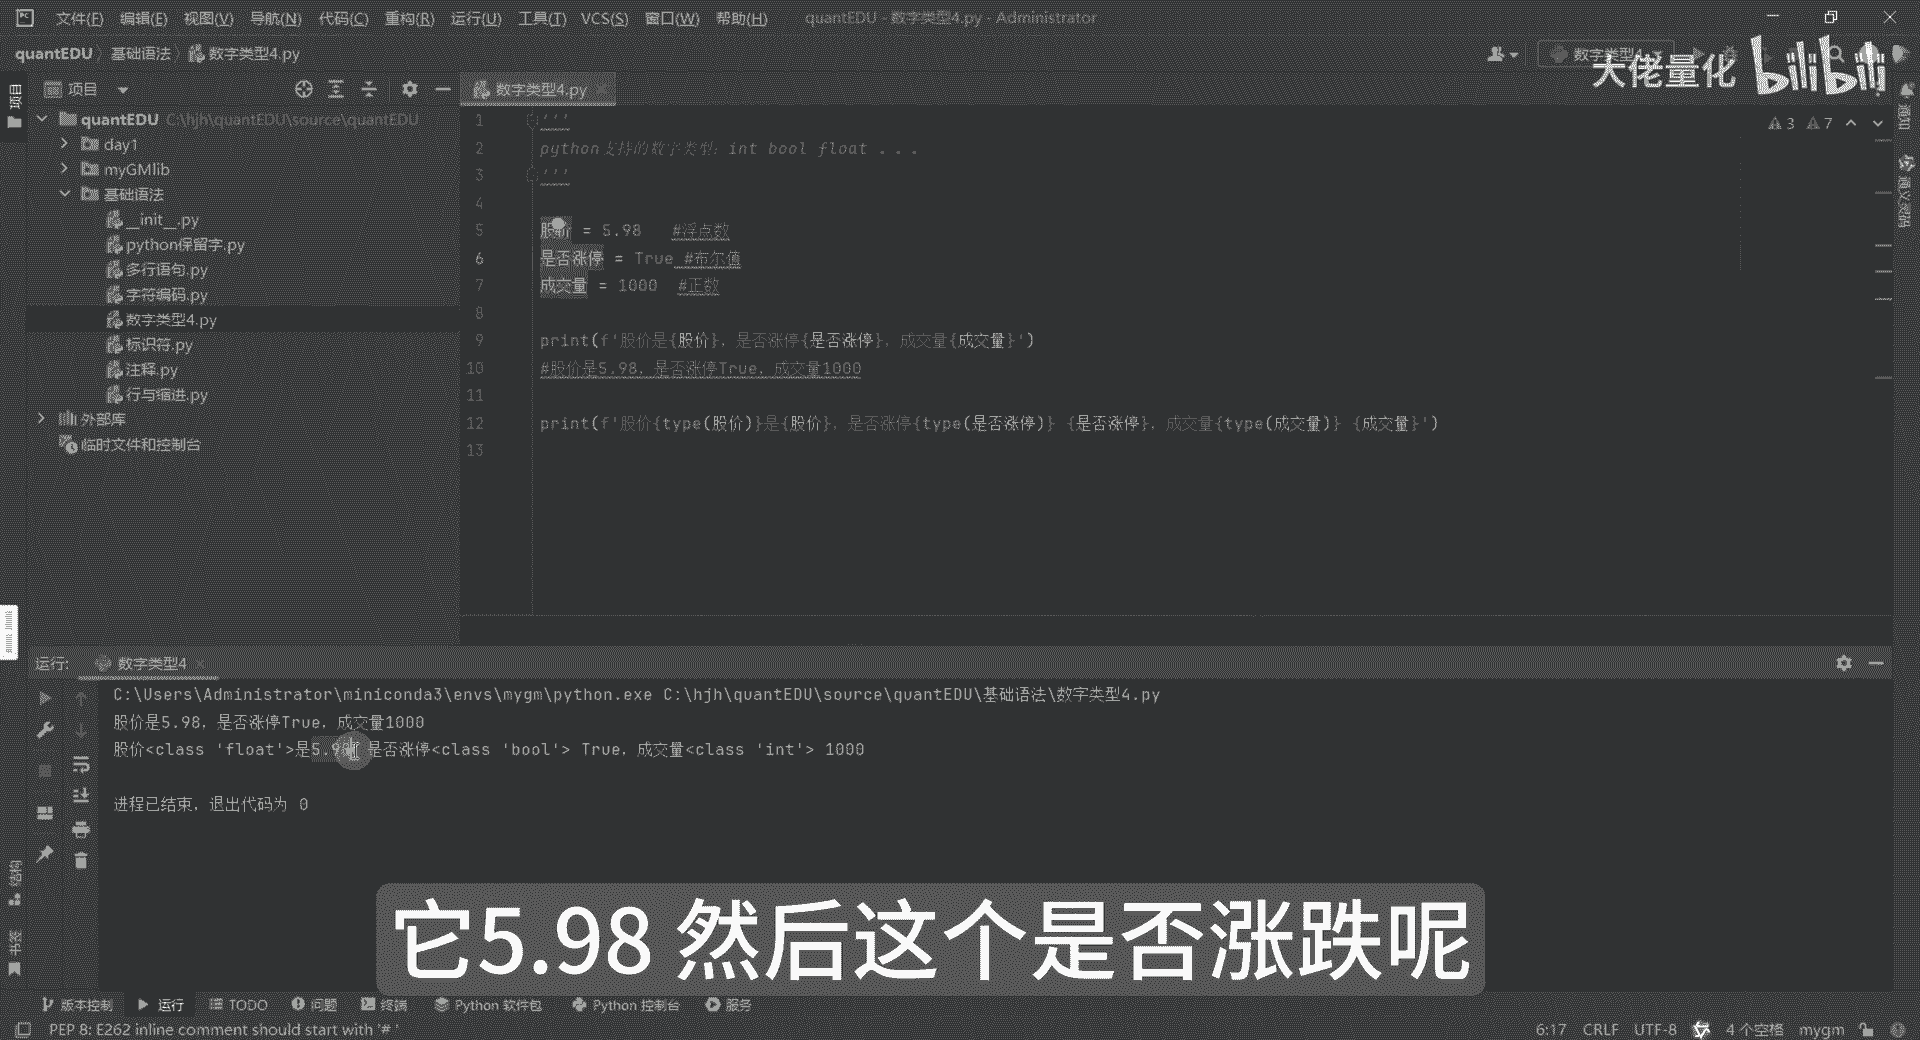 文件(F) 编辑(E) 视图(V) 导航(N) 代码(C) 重构(R) 运行(U) 工具(T) VCS(S) 窗口(W) 帮助(H) quantEDU - 数字类型4.py - Administrator
quantEDU 基础语法 数字类型4.py
数字类型4
大佬量化 bilibili
项目
项目
数字类型4.py
通知
quantEDU C:\hjh\quantEDU\source\quantEDU
day1
myGMlib
基础语法
__init__.py
python保留字.py
多行语句.py
字符编码.py
数字类型4.py
标识符.py
注释.py
行与缩进.py
外部库
临时文件和控制台
3 7
1 '''
2 python支持的数字类型: int bool float ...
3 '''
4
5 股价 = 5.98 #浮点数
6 是否涨停 = True #布尔值
7 成交量 = 1000 #正数
8
9 print(f'股价是{股价}，是否涨停{是否涨停}，成交量{成交量}')
10 #股价是5.98，是否涨停True，成交量1000
11
12 print(f'股价{type(股价)}是{股价}，是否涨停{type(是否涨停)} {是否涨停}，成交量{type(成交量)} {成交量}')
13
运行: 数字类型4
C:\Users\Administrator\miniconda3\envs\mygm\python.exe C:\hjh\quantEDU\source\quantEDU\基础语法\数字类型4.py
股价是5.98，是否涨停True，成交量1000
股价<class 'float'>是5.98，是否涨停<class 'bool'> True，成交量<class 'int'> 1000
进程已结束，退出代码为 0
结构
书签
它5.98 然后这个是否涨跌呢
版本控制 运行 TODO 问题 终端 Python 软件包 Python 控制台 服务
PEP 8: E262 inline comment should start with '# '
6:17 CRLF UTF-8 4 个空格 mygm